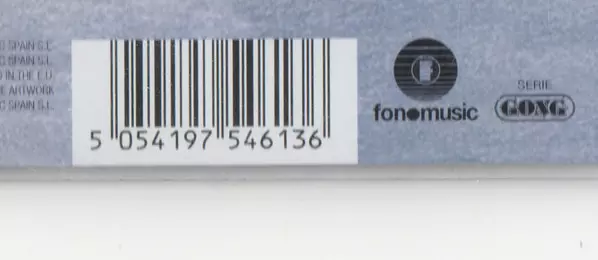 SPAIN S.L.
SPAIN S.L.
IN THE E.U.
ARTWORK
SPAIN S.L.
5 054197 546136
fonomusic
SERIE
GONG